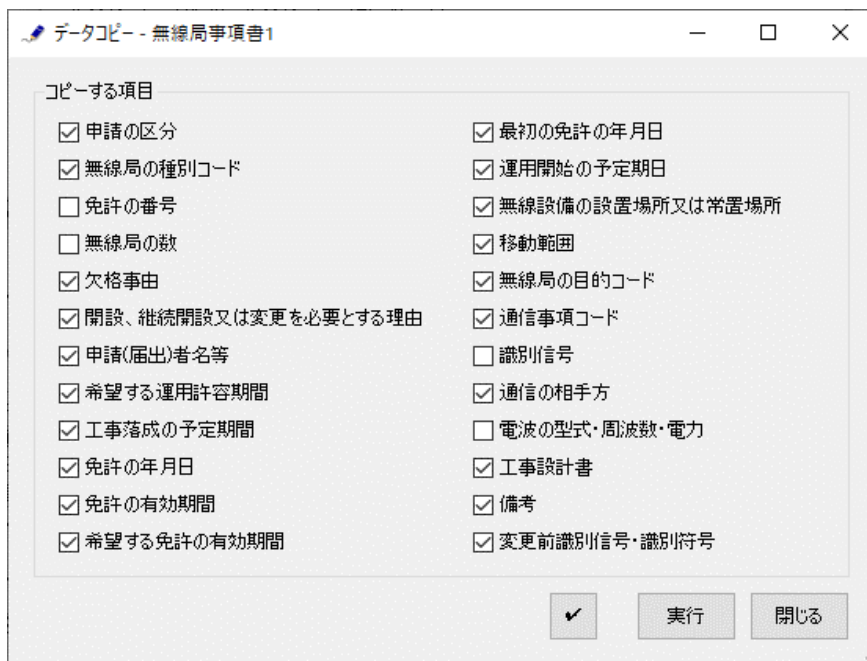 データコピー - 無線局事項書1
コピーする項目
申請の区分
無線局の種別コード
免許の番号
無線局の数
欠格事由
開設、継続開設又は変更を必要とする理由
申請(届出)者名等
希望する運用許容期間
工事落成の予定期間
免許の年月日
免許の有効期間
希望する免許の有効期間
最初の免許の年月日
運用開始の予定期日
無線設備の設置場所又は常置場所
移動範囲
無線局の目的コード
通信事項コード
識別信号
通信の相手方
電波の型式・周波数・電力
工事設計書
備考
変更前識別信号・識別符号
✔
実行
閉じる